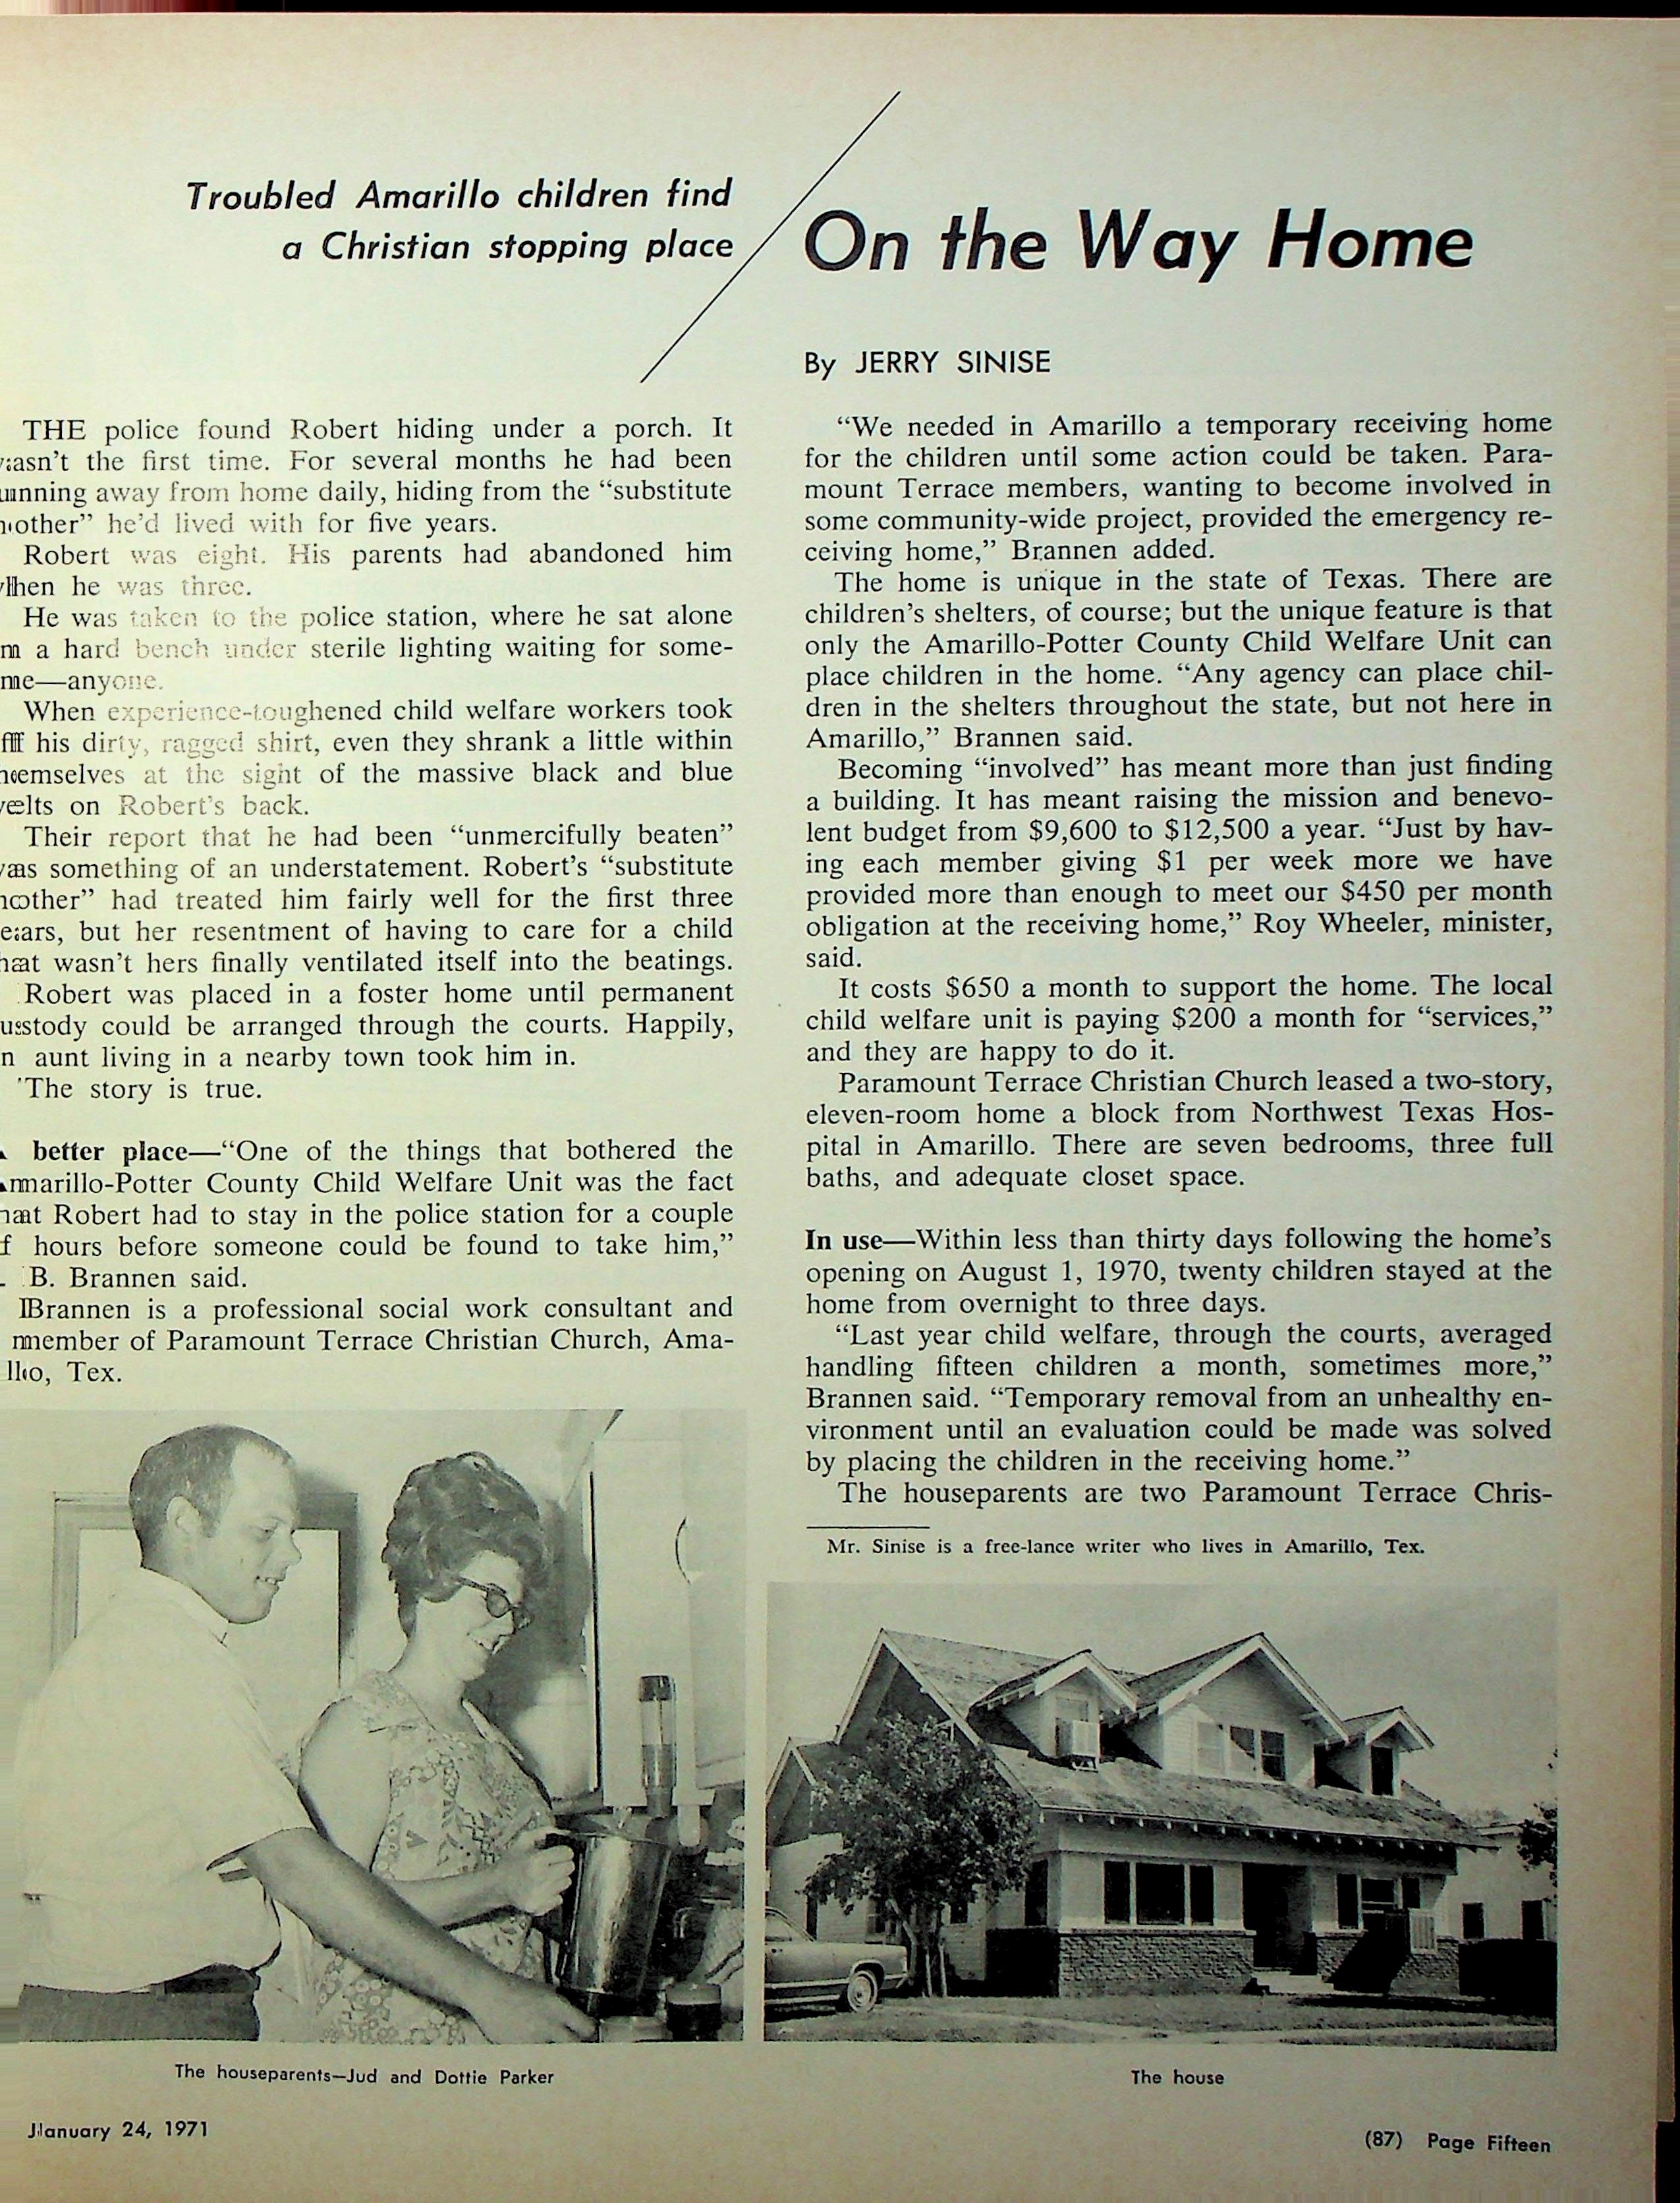 Troubled Amarillo children find
a Christian stopping place
On the Way Home
By JERRY SINISE
THE police found Robert hiding under a porch. It
asn't the first time. For several months he had been
unning away from home daily, hiding from the “substitute
other” he’d lived with for five years.
Robert was eight. His parents had abandoned him
hen he was three.
He was taken to the police station, where he sat alone
n a hard bench under sterile lighting waiting for some-
ne—anyone.
When experience-toughened child welfare workers took
ff his dirty, ragged shirt, even they shrank a little within
hemselves at the sight of the massive black and blue
elts on Robert’s back.
Their report that he had been “unmercifully beaten”
as something of an understatement. Robert’s “substitute
other” had treated him fairly well for the first three
ears, but her resentment of having to care for a child
hat wasn’t hers finally ventilated itself into the beatings.
Robert was placed in a foster home until permanent
ustody could be arranged through the courts. Happily,
n aunt living in a nearby town took him in.
The story is true.
better place—“One of the things that bothered the
Amarillo-Potter County Child Welfare Unit was the fact
hat Robert had to stay in the police station for a couple
f hours before someone could be found to take him,”
B. Brannen said.
Brannen is a professional social work consultant and
member of Paramount Terrace Christian Church, Ama-
llo, Tex.
“We needed in Amarillo a temporary receiving home
for the children until some action could be taken. Para-
mount Terrace members, wanting to become involved in
some community-wide project, provided the emergency re-
ceiving home,” Brannen added.
The home is unique in the state of Texas. There are
children’s shelters, of course; but the unique feature is that
only the Amarillo-Potter County Child Welfare Unit can
place children in the home. “Any agency can place chil-
dren in the shelters throughout the state, but not here in
Amarillo,” Brannen said.
Becoming “involved” has meant more than just finding
a building. It has meant raising the mission and benevo-
lent budget from $9,600 to $12,500 a year. “Just by hav-
ing each member giving $1 per week more we have
provided more than enough to meet our $450 per month
obligation at the receiving home,” Roy Wheeler, minister,
said.
It costs $650 a month to support the home. The local
child welfare unit is paying $200 a month for “services,”
and they are happy to do it.
Paramount Terrace Christian Church leased a two-story,
eleven-room home a block from Northwest Texas Hos-
pital in Amarillo. There are seven bedrooms, three full
baths, and adequate closet space.
In use—Within less than thirty days following the home’s
opening on August 1, 1970, twenty children stayed at the
home from overnight to three days.
“Last year child welfare, through the courts, averaged
handling fifteen children a month, sometimes more,”
Brannen said. “Temporary removal from an unhealthy en-
vironment until an evaluation could be made was solved
by placing the children in the receiving home.”
The houseparents are two Paramount Terrace Chris-
Mr. Sinise is a free-lance writer who lives in Amarillo, Tex.
The houseparents—Jud and Dottie Parker
The house
January 24, 1971
(87) Page Fifteen